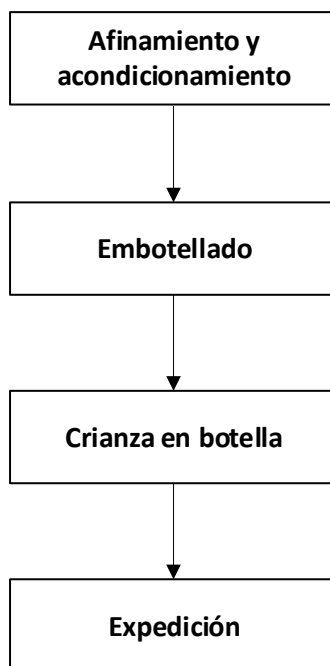 Afinamiento y
acondicionamiento
Embotellado
Crianza en botella
Expedición